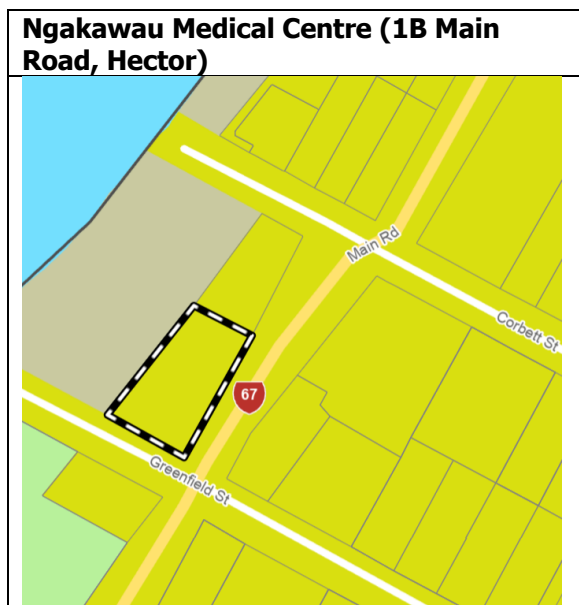 Ngakawau Medical Centre (1B Main
Road, Hector)
Main Rd
Corbett St
67
Greenfield St